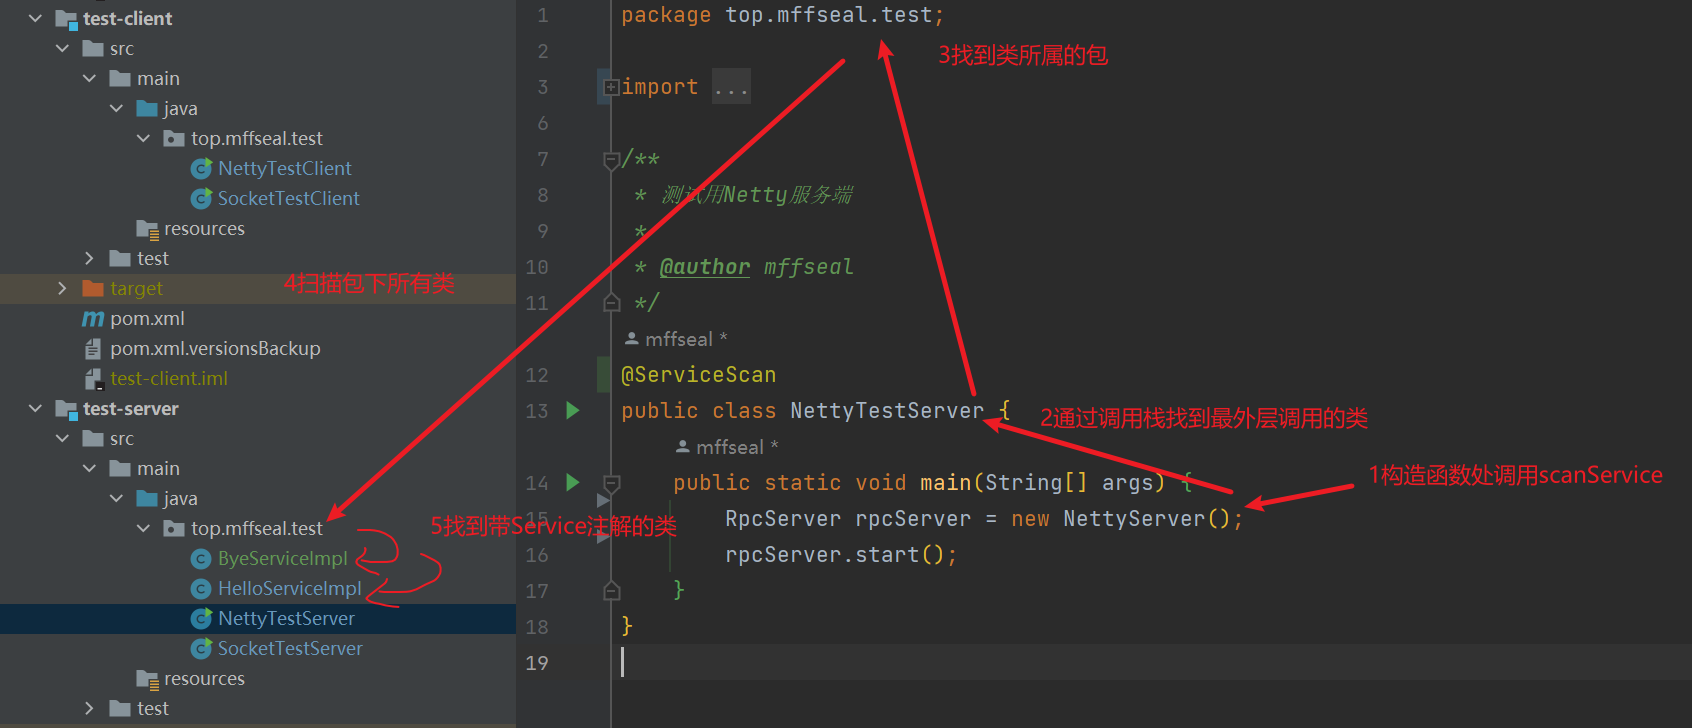 test-client
src
main
java
top.mffseal.test
NettyTestClient
SocketTestClient
resources
test
target
pom.xml
pom.xml.versionsBackup
test-client.iml
test-server
src
main
java
top.mffseal.test
ByeServiceImpl
HelloServiceImpl
NettyTestServer
SocketTestServer
resources
test
4扫描包下所有类
5找到带Service注解的类
1 package top.mffseal.test;
2
3找到类所属的包
3 import ...
6
7 /**
8 * 测试用Netty服务端
9 *
10 * @author mffseal
11 */
mffseal *
12 @ServiceScan
13 public class NettyTestServer {
2通过调用栈找到最外层调用的类
mffseal *
1构造函数处调用scanService
14 public static void main(String[] args) {
15 RpcServer rpcServer = new NettyServer();
16 rpcServer.start();
17 }
18 }
19